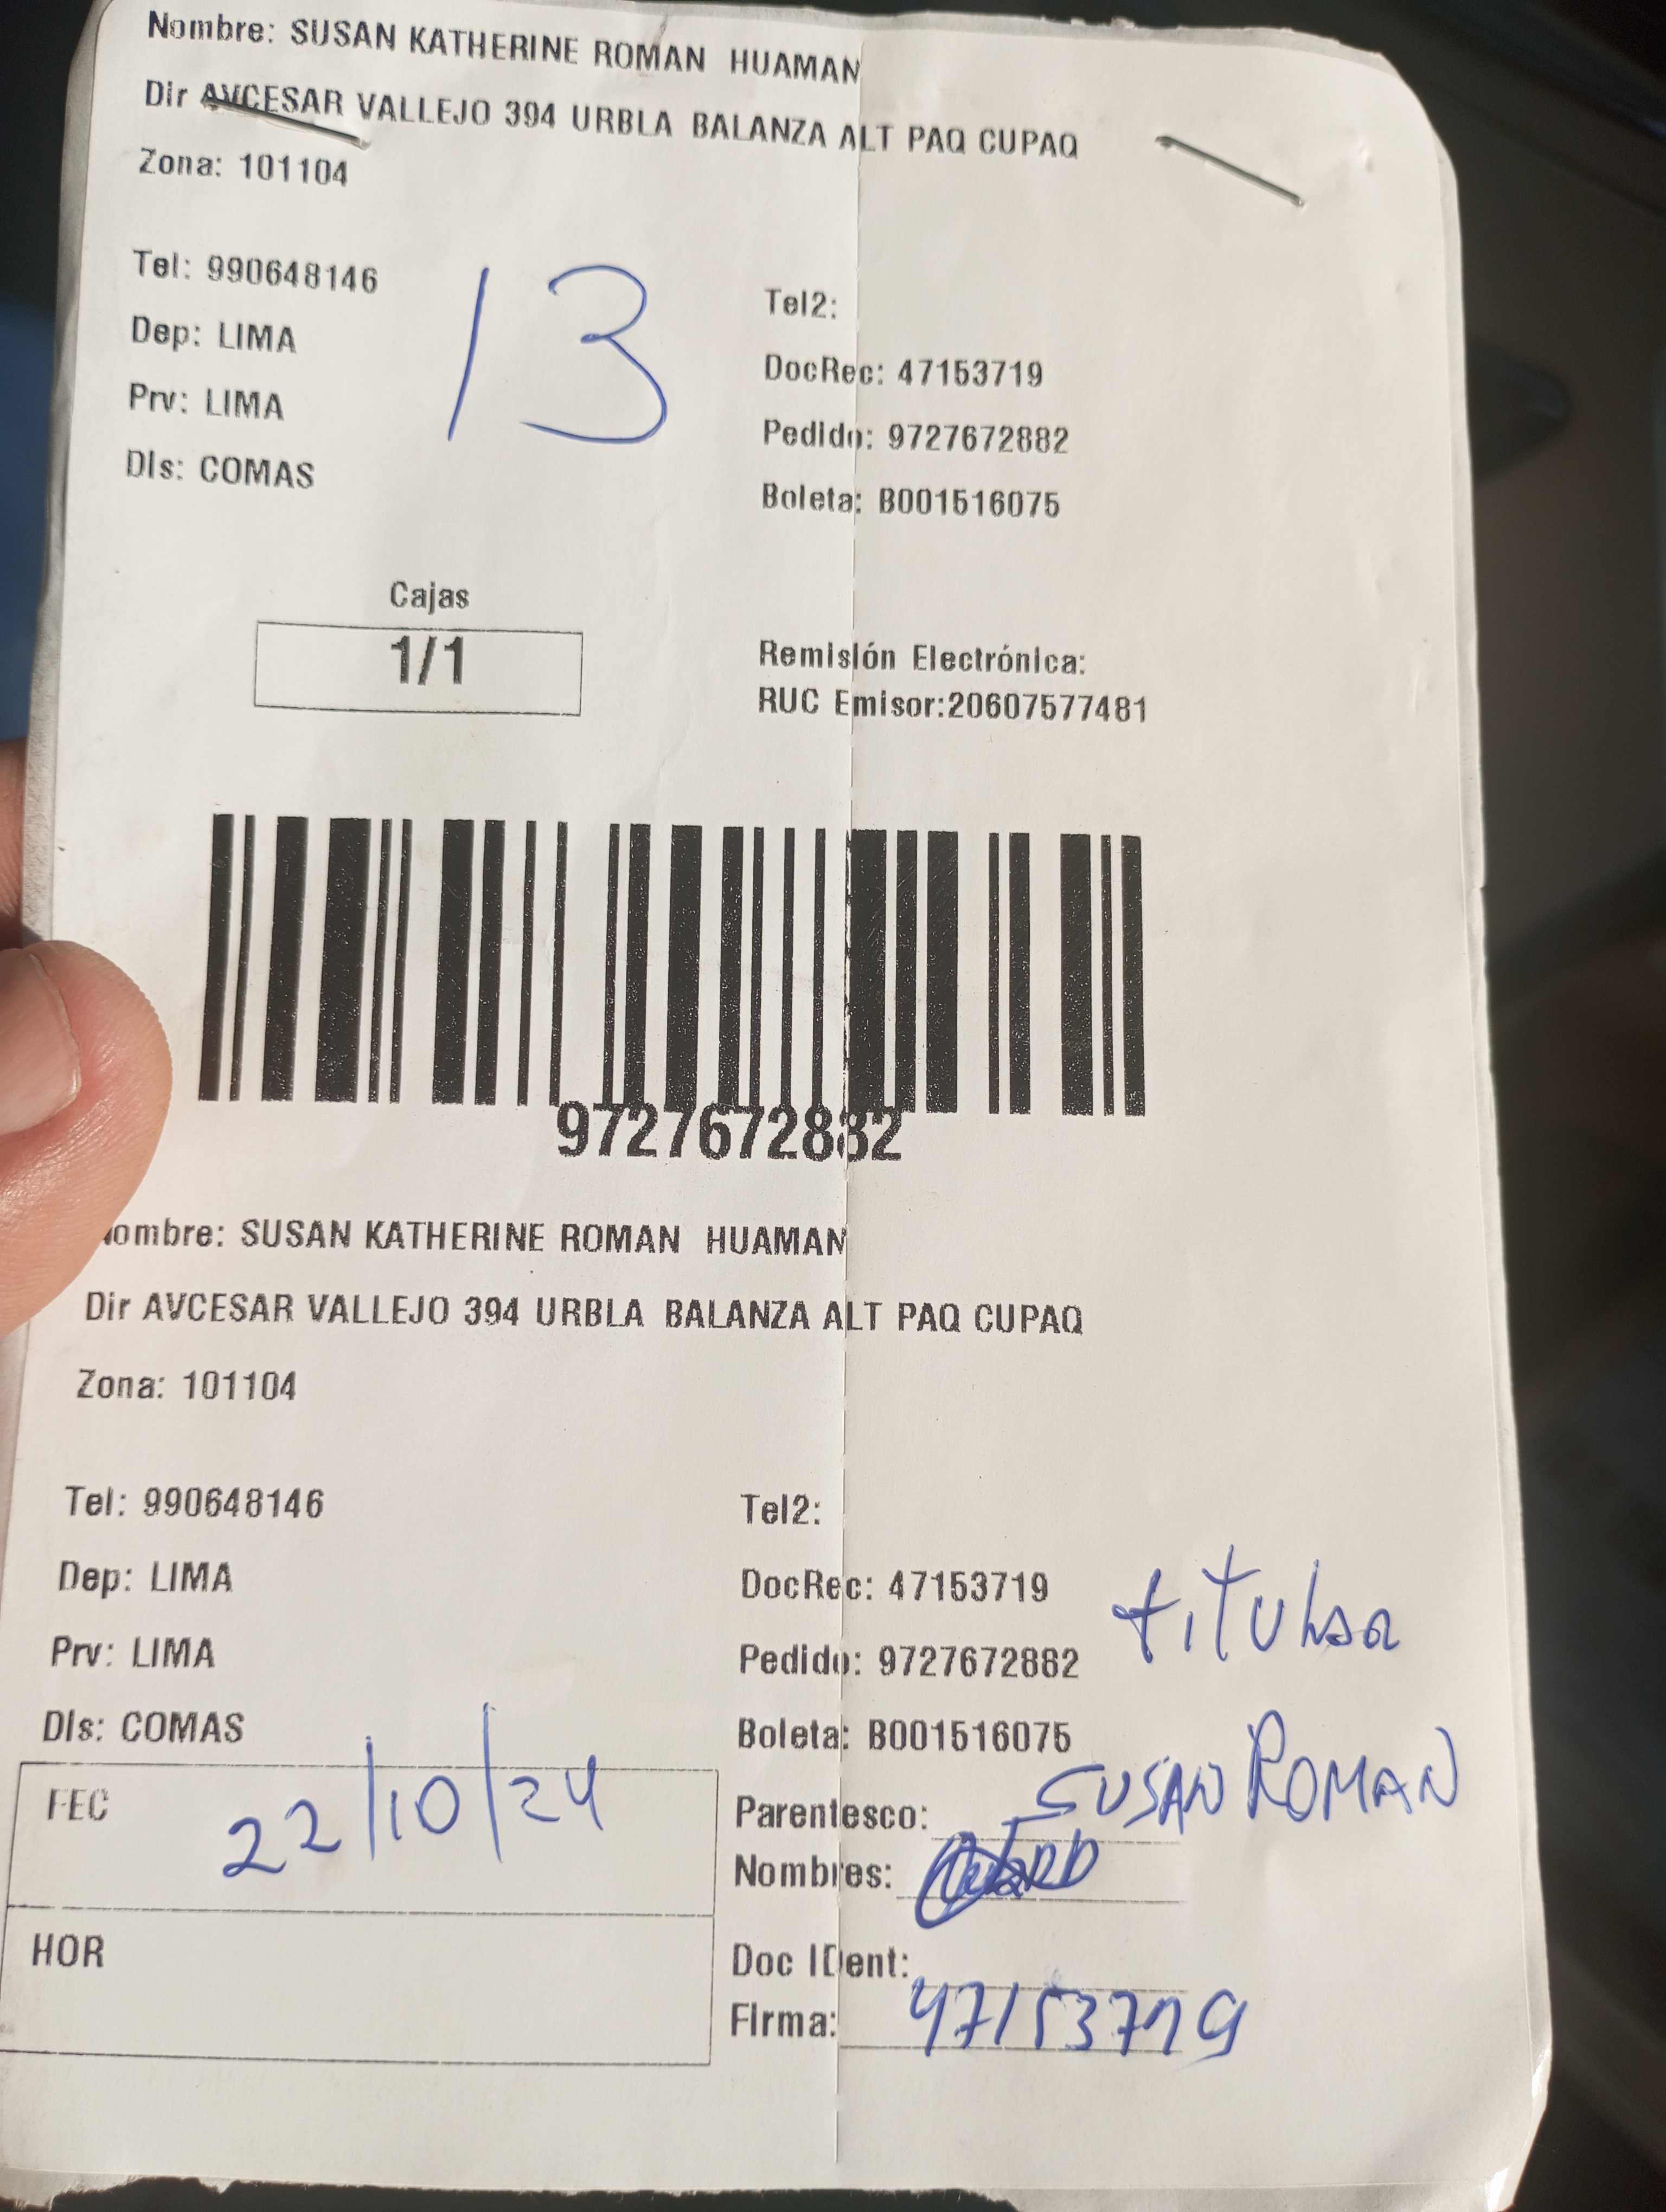 Nombre: SUSAN KATHERINE ROMAN HUAMAN
Dir AVCESAR VALLEJO 394 URBLA BALANZA ALT PAQ CUPAQ
Zona: 101104
Tel: 990648146
13
Tel2:
Dep: LIMA
DocRec: 47153719
Prv: LIMA
Pedido: 9727672882
Dis: COMAS
Boleta: B001516075
Cajas
1/1
Remisión Electrónica:
RUC Emisor:20607577481
9727672882
ombre: SUSAN KATHERINE ROMAN HUAMAN
Dir AVCESAR VALLEJO 394 URBLA BALANZA ALT PAQ CUPAQ
Zona: 101104
Tel: 990648146
Tel2:
Dep: LIMA
DocRec: 47153719
titular
Prv: LIMA
Pedido: 9727672882
Dis: COMAS
Boleta: B001516075
FEC 22/10/24
Parentesco: SUSAN ROMAN
Nombres:
HOR
Doc IDent:
Firma: 47153719